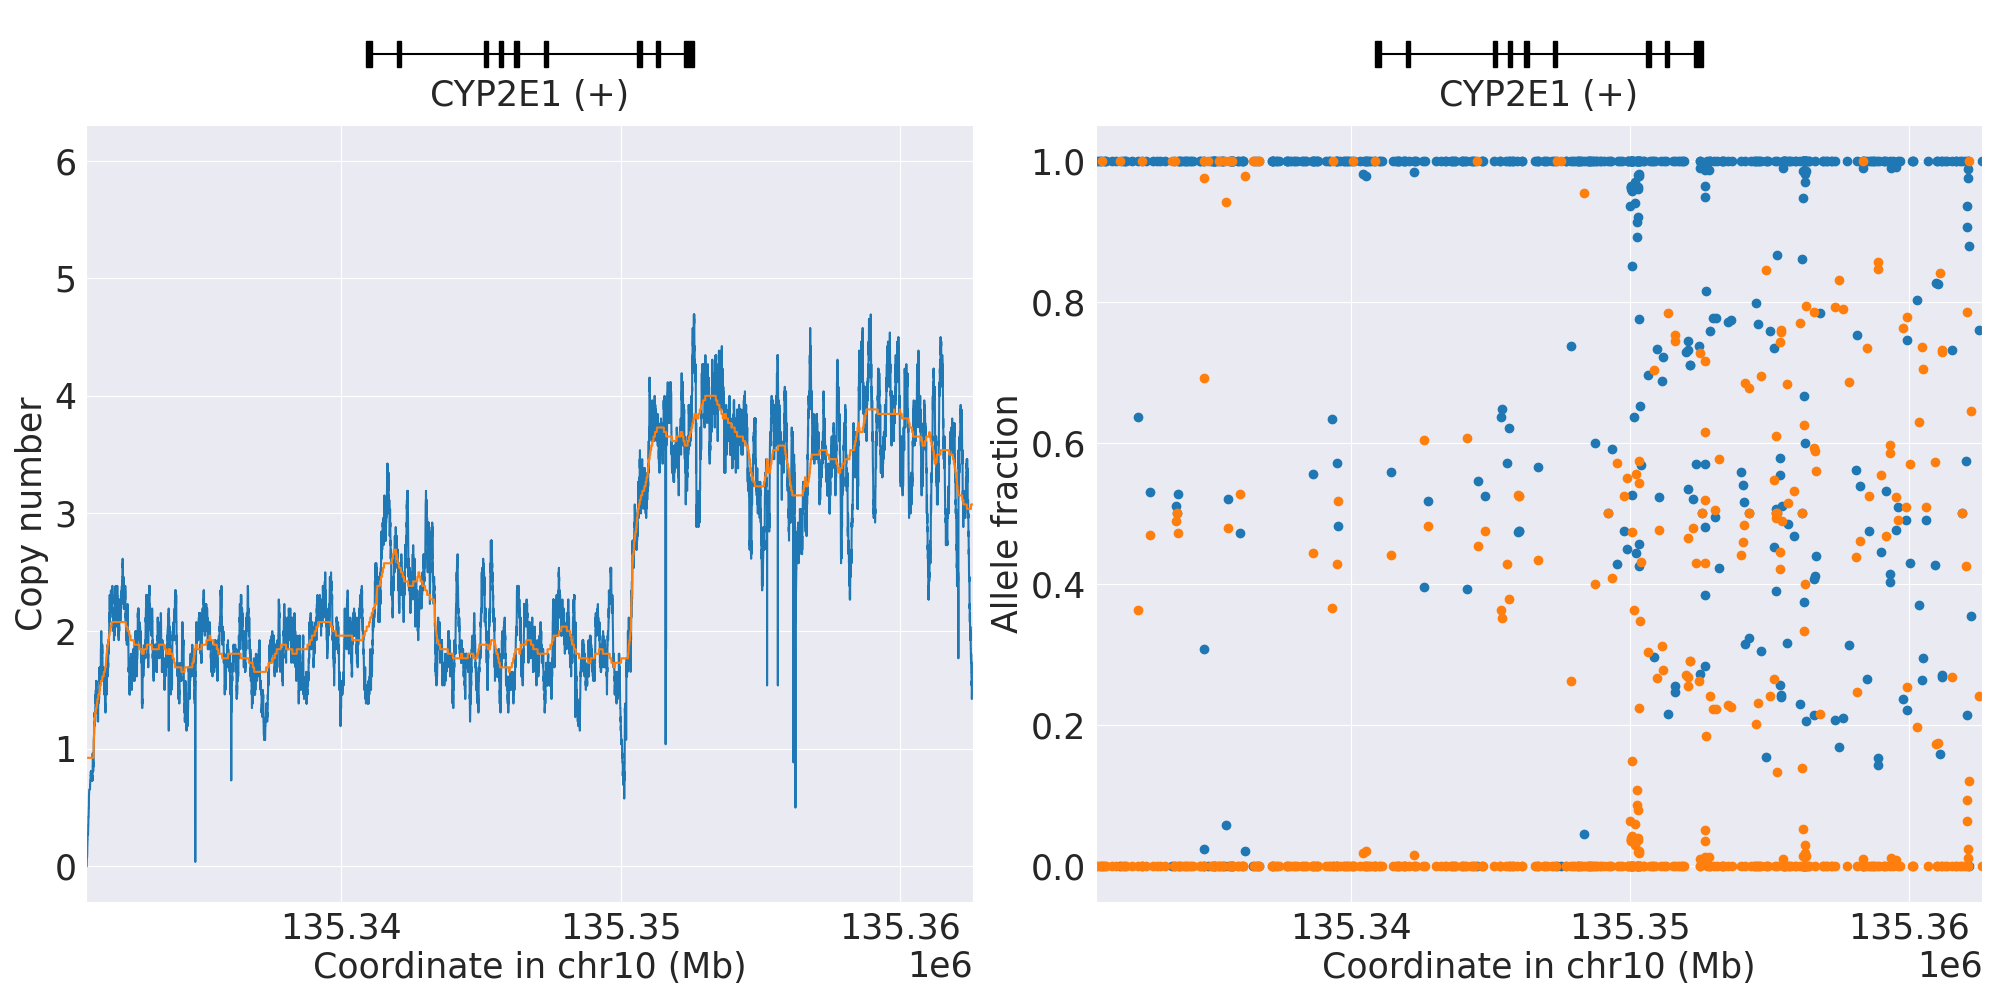 CYP2E1 (+)
6
5
4
3
2
1
0
Copy number
135.34 135.35 135.36
Coordinate in chr10 (Mb) 1e6
CYP2E1 (+)
1.0
0.8
0.6
0.4
0.2
0.0
Allele fraction
135.34 135.35 135.36
Coordinate in chr10 (Mb) 1e6